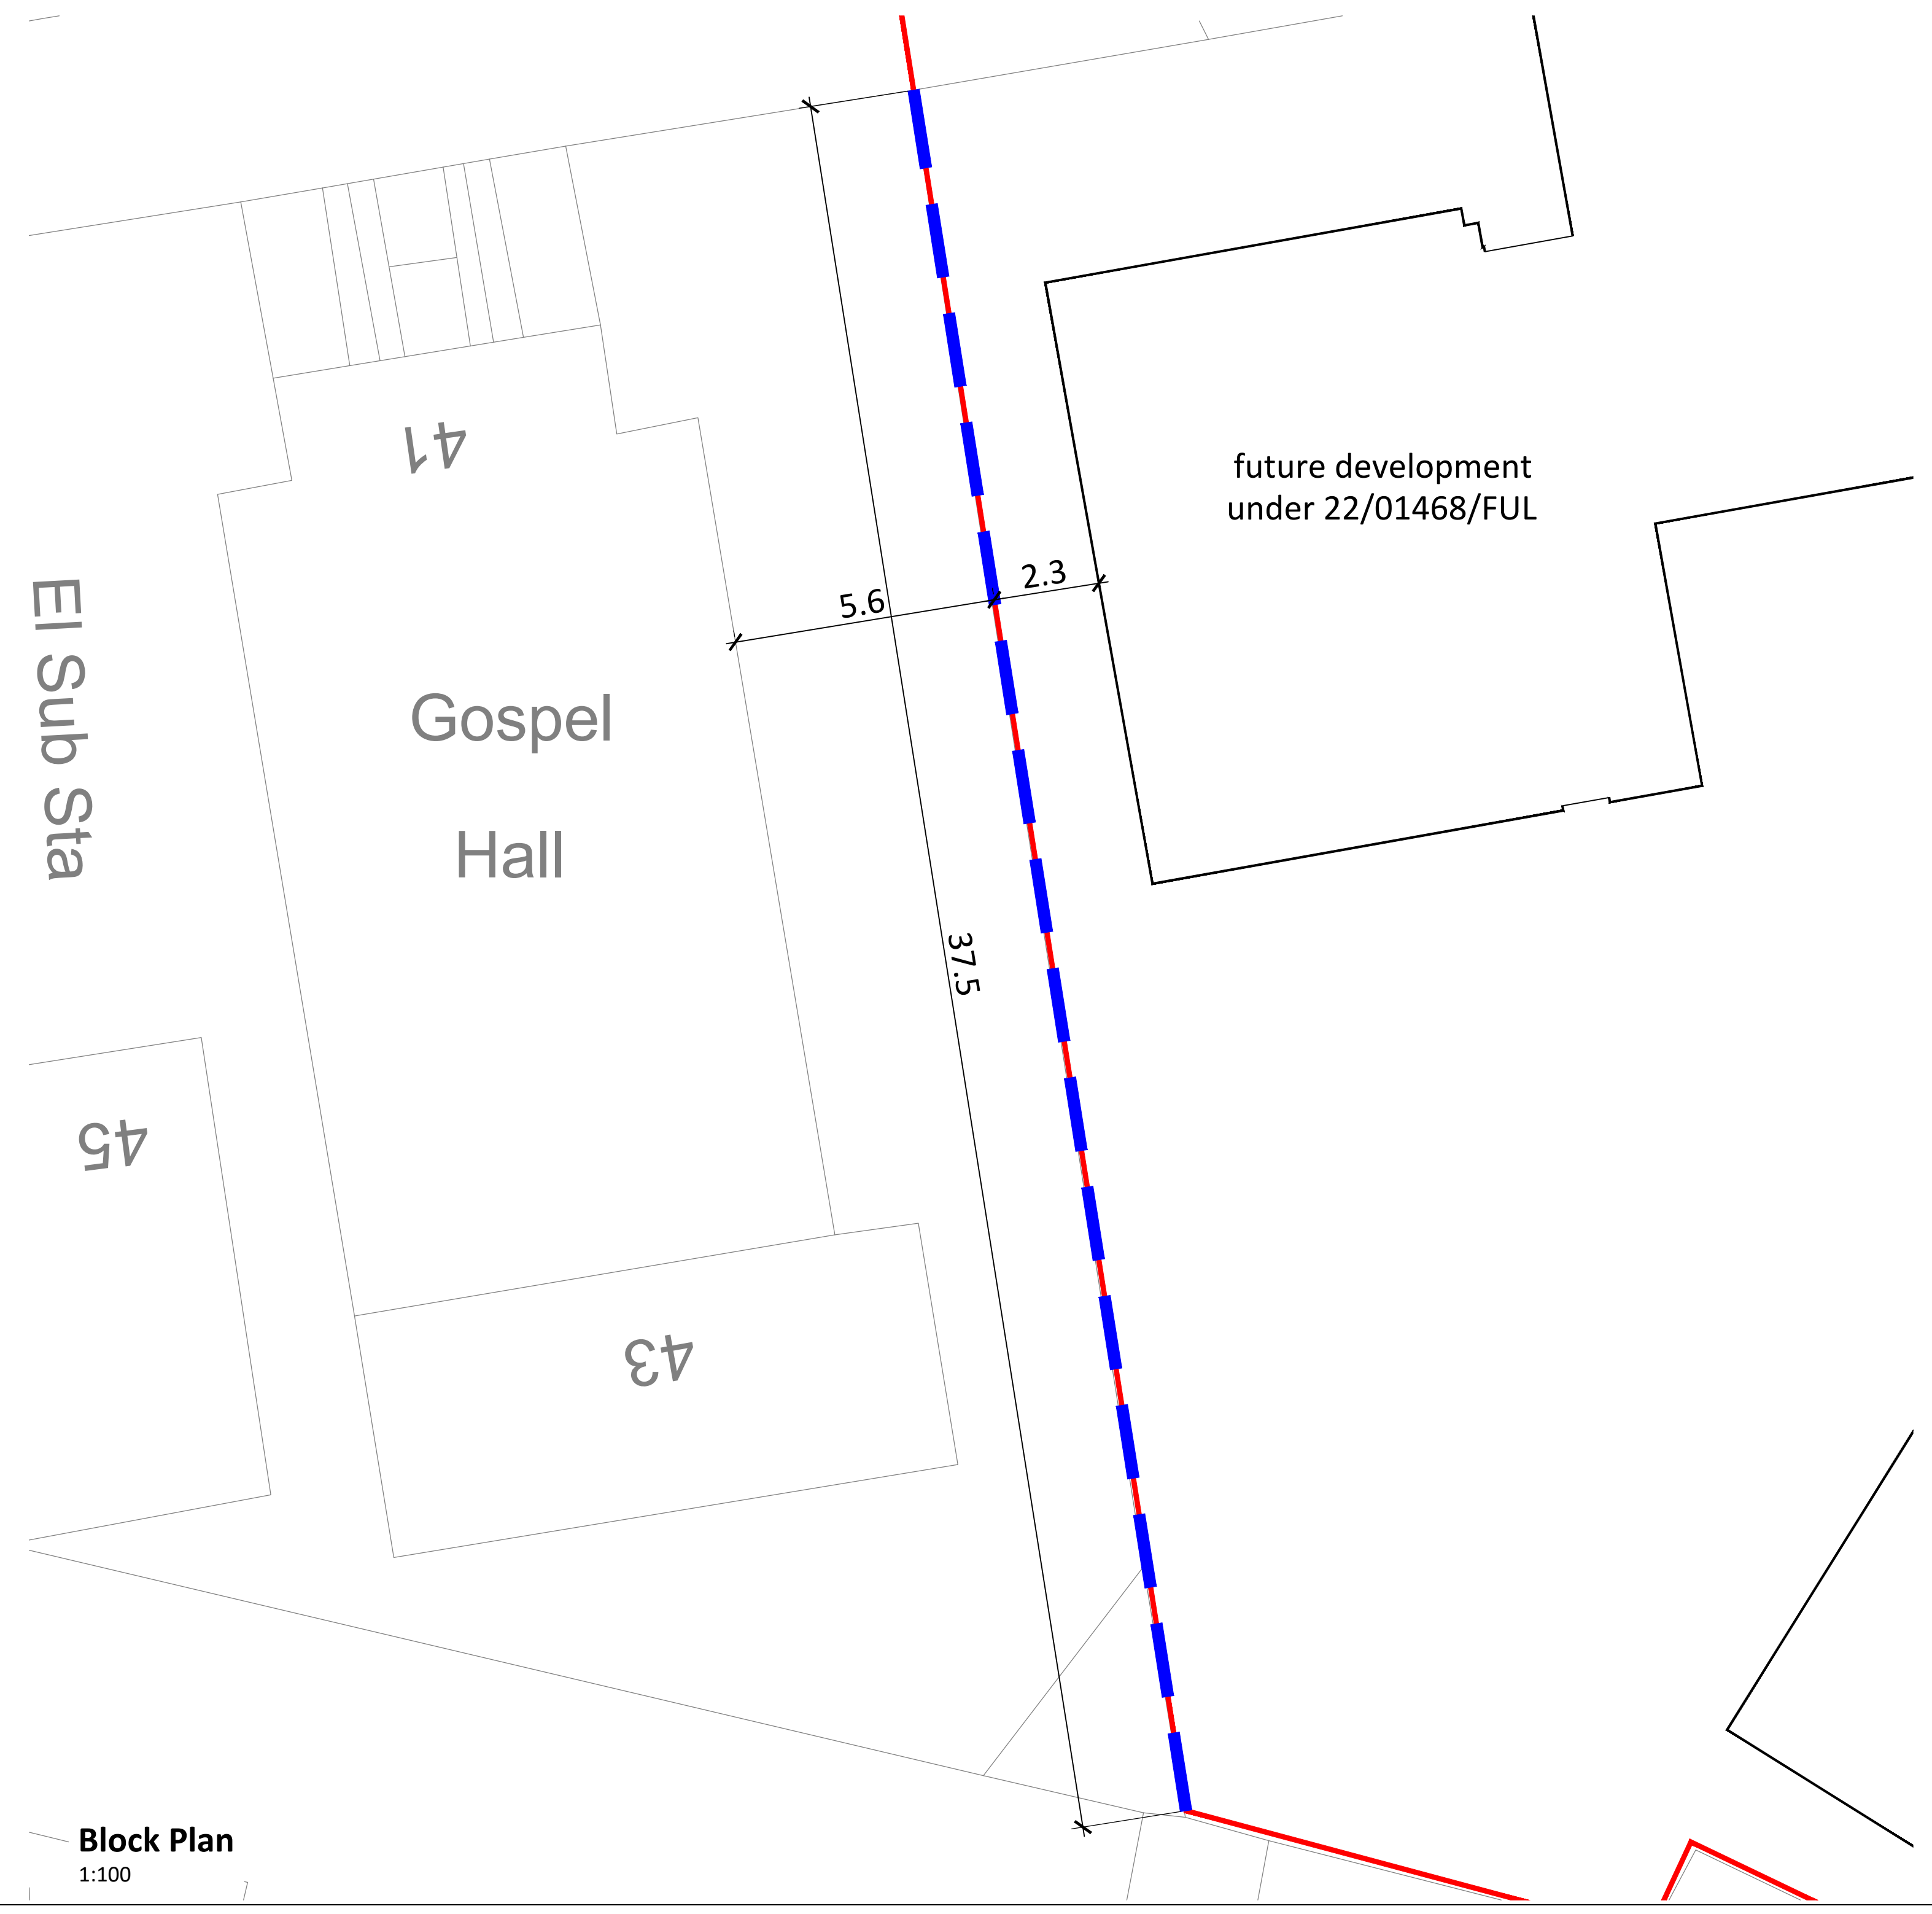 41
future development
under 22/01468/FUL
2.3
5.6
El Sub Sta
Gospel
Hall
37.5
45
43
Block Plan
1:100